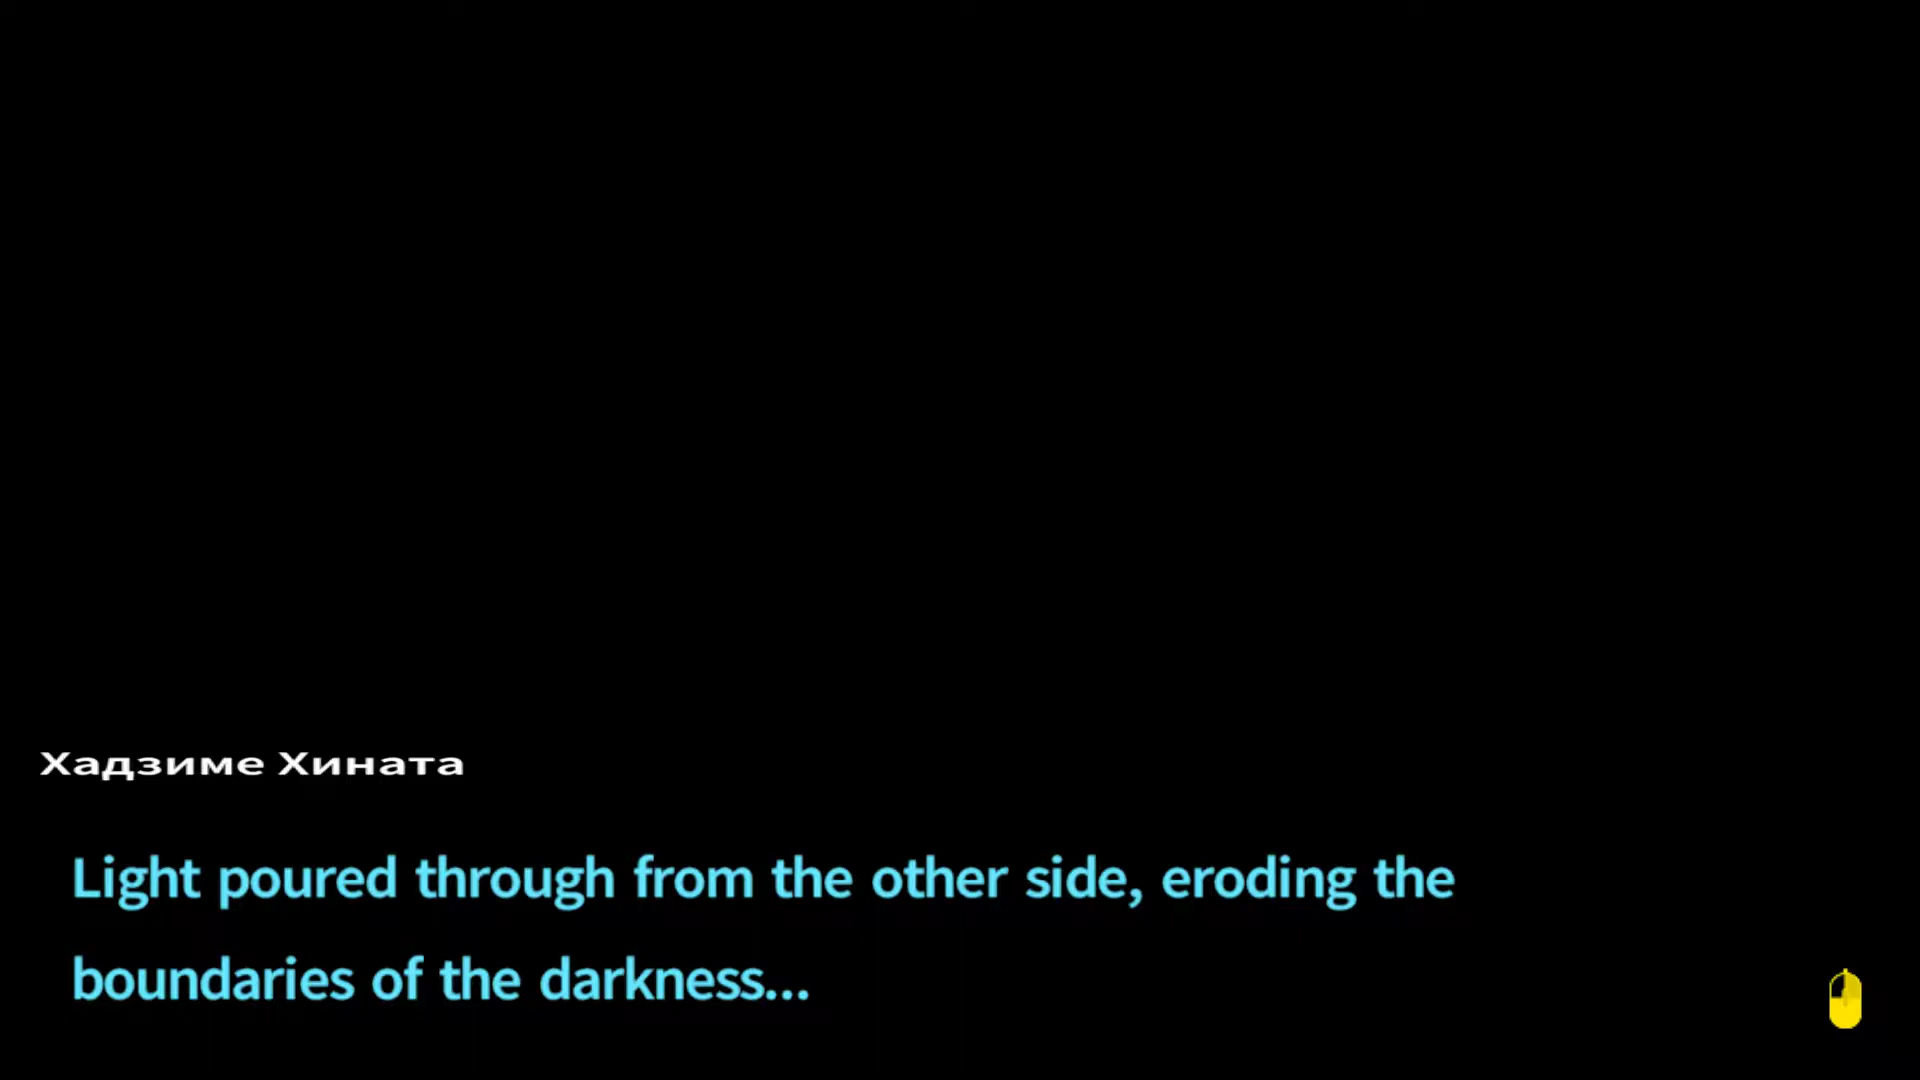 Хадзиме Хината
Light poured through from the other side, eroding the
boundaries of the darkness...